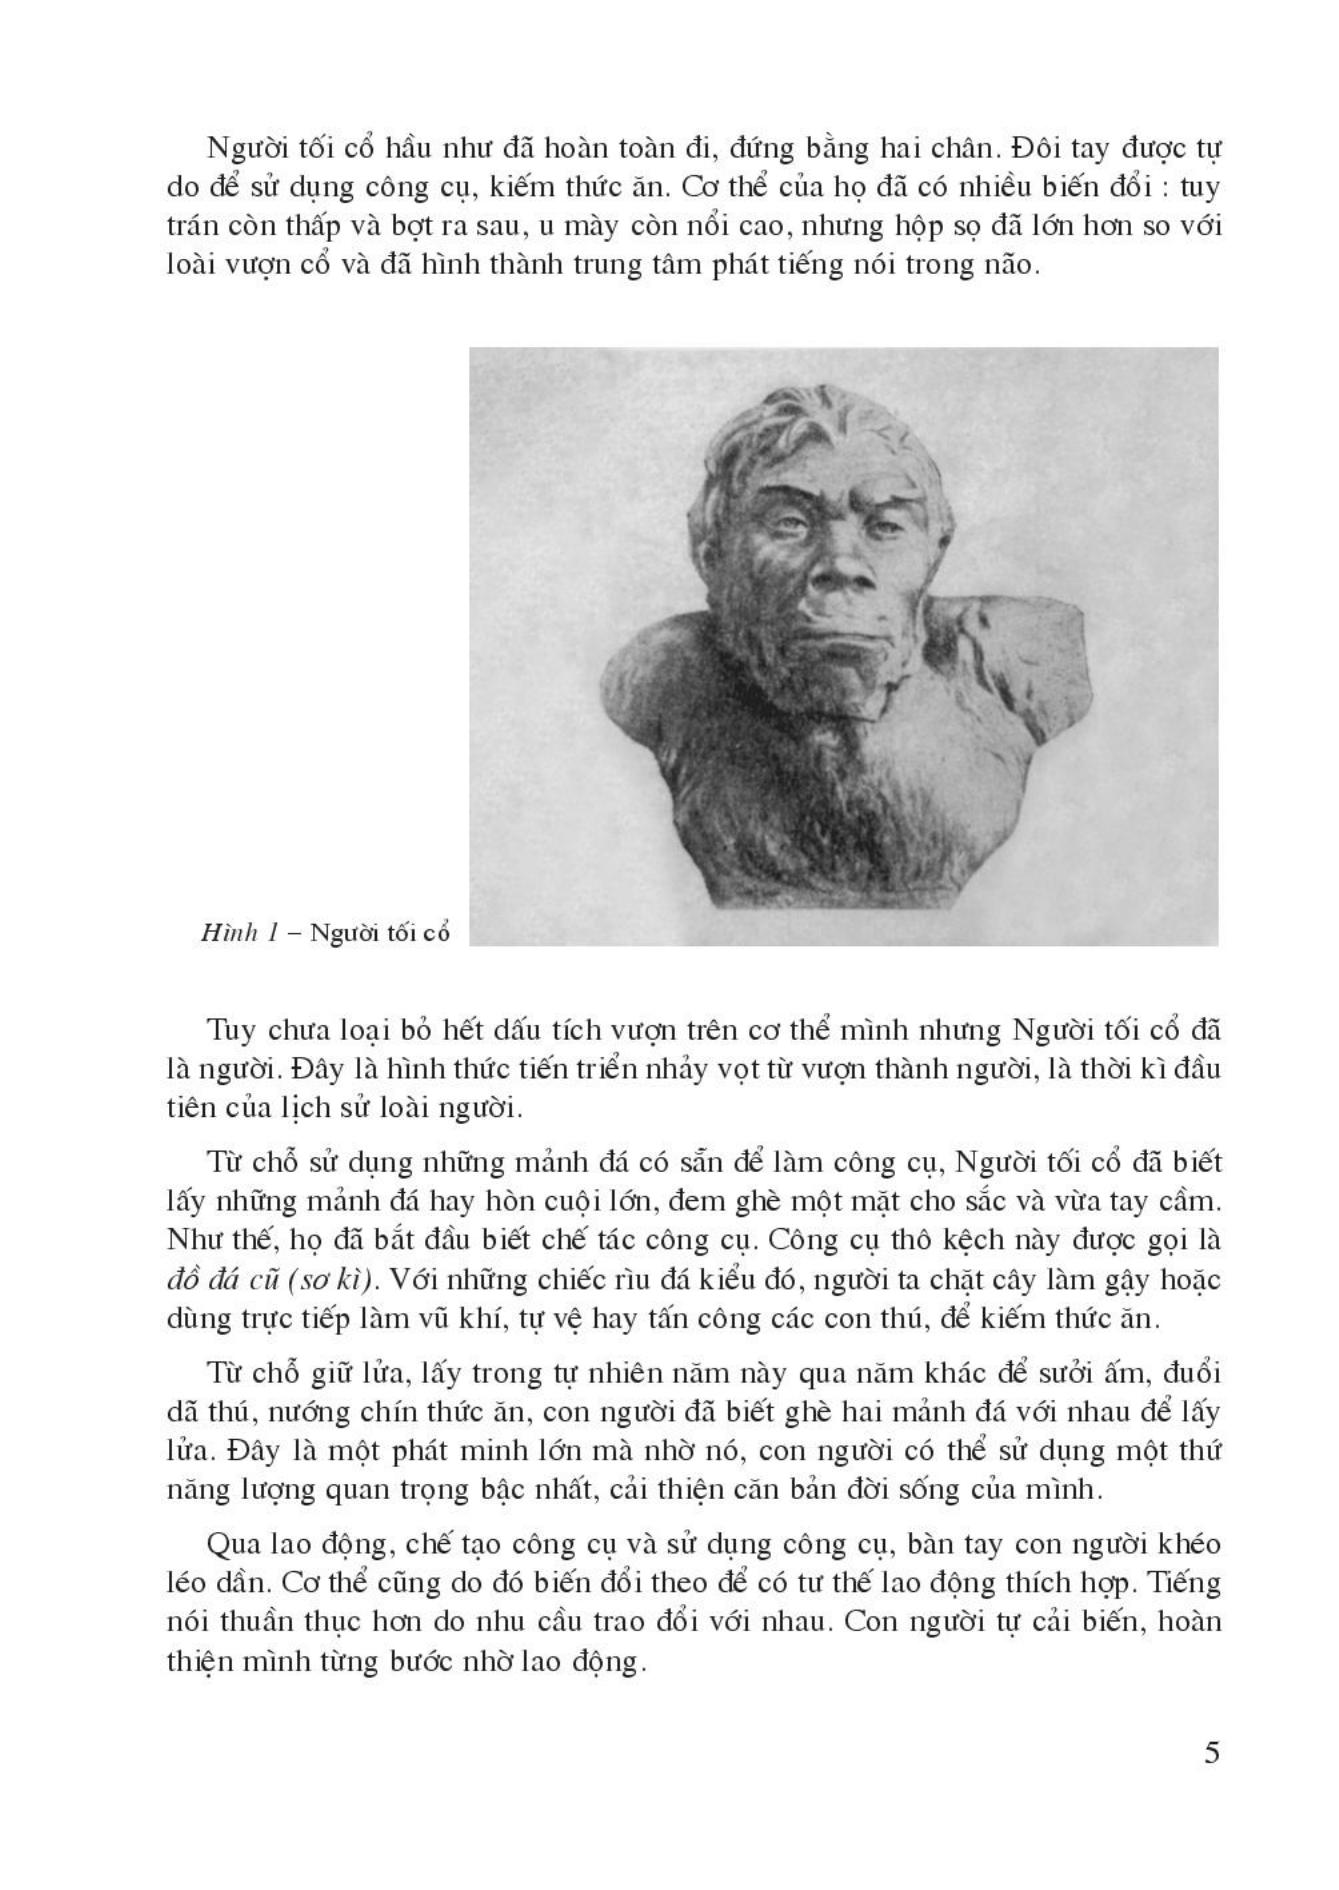 Người tối cổ hầu như đã hoàn toàn đi, đứng bằng hai chân. Đôi tay được tự
do để sử dụng công cụ, kiếm thức ăn. Cơ thể của họ đã có nhiều biến đổi : tuy
trán còn thấp và bợt ra sau, u mày còn nổi cao, nhưng hộp sọ đã lớn hơn so với
loài vượn cổ và đã hình thành trung tâm phát tiếng nói trong não.
Hình 1 – Người tối cổ
Tuy chưa loại bỏ hết dấu tích vượn trên cơ thể mình nhưng Người tối cổ đã
là người. Đây là hình thức tiến triển nhảy vọt từ vượn thành người, là thời kì đầu
tiên của lịch sử loài người.
Từ chỗ sử dụng những mảnh đá có sẵn để làm công cụ, Người tối cổ đã biết
lấy những mảnh đá hay hòn cuội lớn, đem ghè một mặt cho sắc và vừa tay cầm.
Như thế, họ đã bắt đầu biết chế tác công cụ. Công cụ thô kệch này được gọi là
đồ đá cũ (sơ kì). Với những chiếc rìu đá kiểu đó, người ta chặt cây làm gậy hoặc
dùng trực tiếp làm vũ khí, tự vệ hay tấn công các con thú, để kiếm thức ăn.
Từ chỗ giữ lửa, lấy trong tự nhiên năm này qua năm khác để sưởi ấm, đuổi
dã thú, nướng chín thức ăn, con người đã biết ghè hai mảnh đá với nhau để lấy
lửa. Đây là một phát minh lớn mà nhờ nó, con người có thể sử dụng một thứ
năng lượng quan trọng bậc nhất, cải thiện căn bản đời sống của mình.
Qua lao động, chế tạo công cụ và sử dụng công cụ, bàn tay con người khéo
léo dần. Cơ thể cũng do đó biến đổi theo để có tư thế lao động thích hợp. Tiếng
nói thuần thục hơn do nhu cầu trao đổi với nhau. Con người tự cải biến, hoàn
thiện mình từng bước nhờ lao động.
5